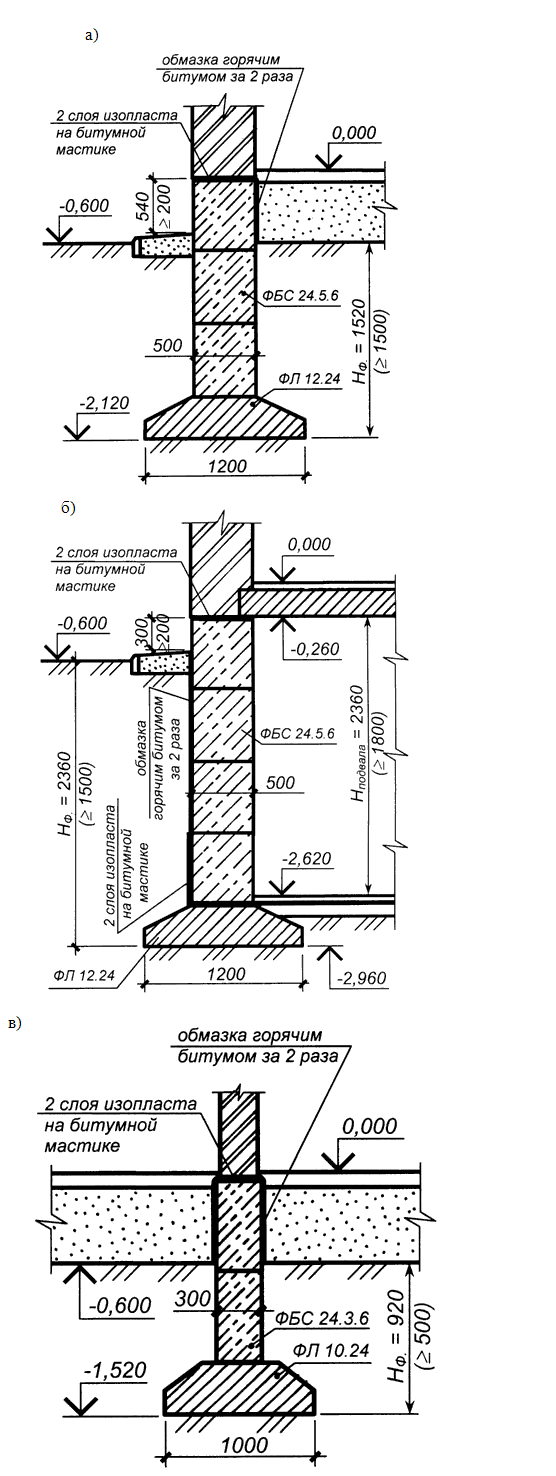 а)
обмазка горячим
битумом за 2 раза
2 слоя изопласта
на битумной
мастике
0,000
-0,600
540
≥ 200
ФБС 24.5.6
500
ФЛ 12.24
Нф. = 1520
(≥ 1500)
-2,120
1200
б)
2 слоя изопласта
на битумной
мастике
0,000
-0,600
300
≥200
-0,260
обмазка
горячим битумом
за 2 раза
ФБС 24.5.6
500
Нф. = 2360
(≥ 1500)
Нподвала = 2360
(≥ 1800)
2 слоя изопласта
на битумной
мастике
-2,620
ФЛ 12.24
1200
-2,960
в)
обмазка горячим
битумом за 2 раза
2 слоя изопласта
на битумной
мастике
0,000
-0,600
300
ФБС 24.3.6
ФЛ 10.24
Нф. = 920
(≥ 500)
-1,520
1000